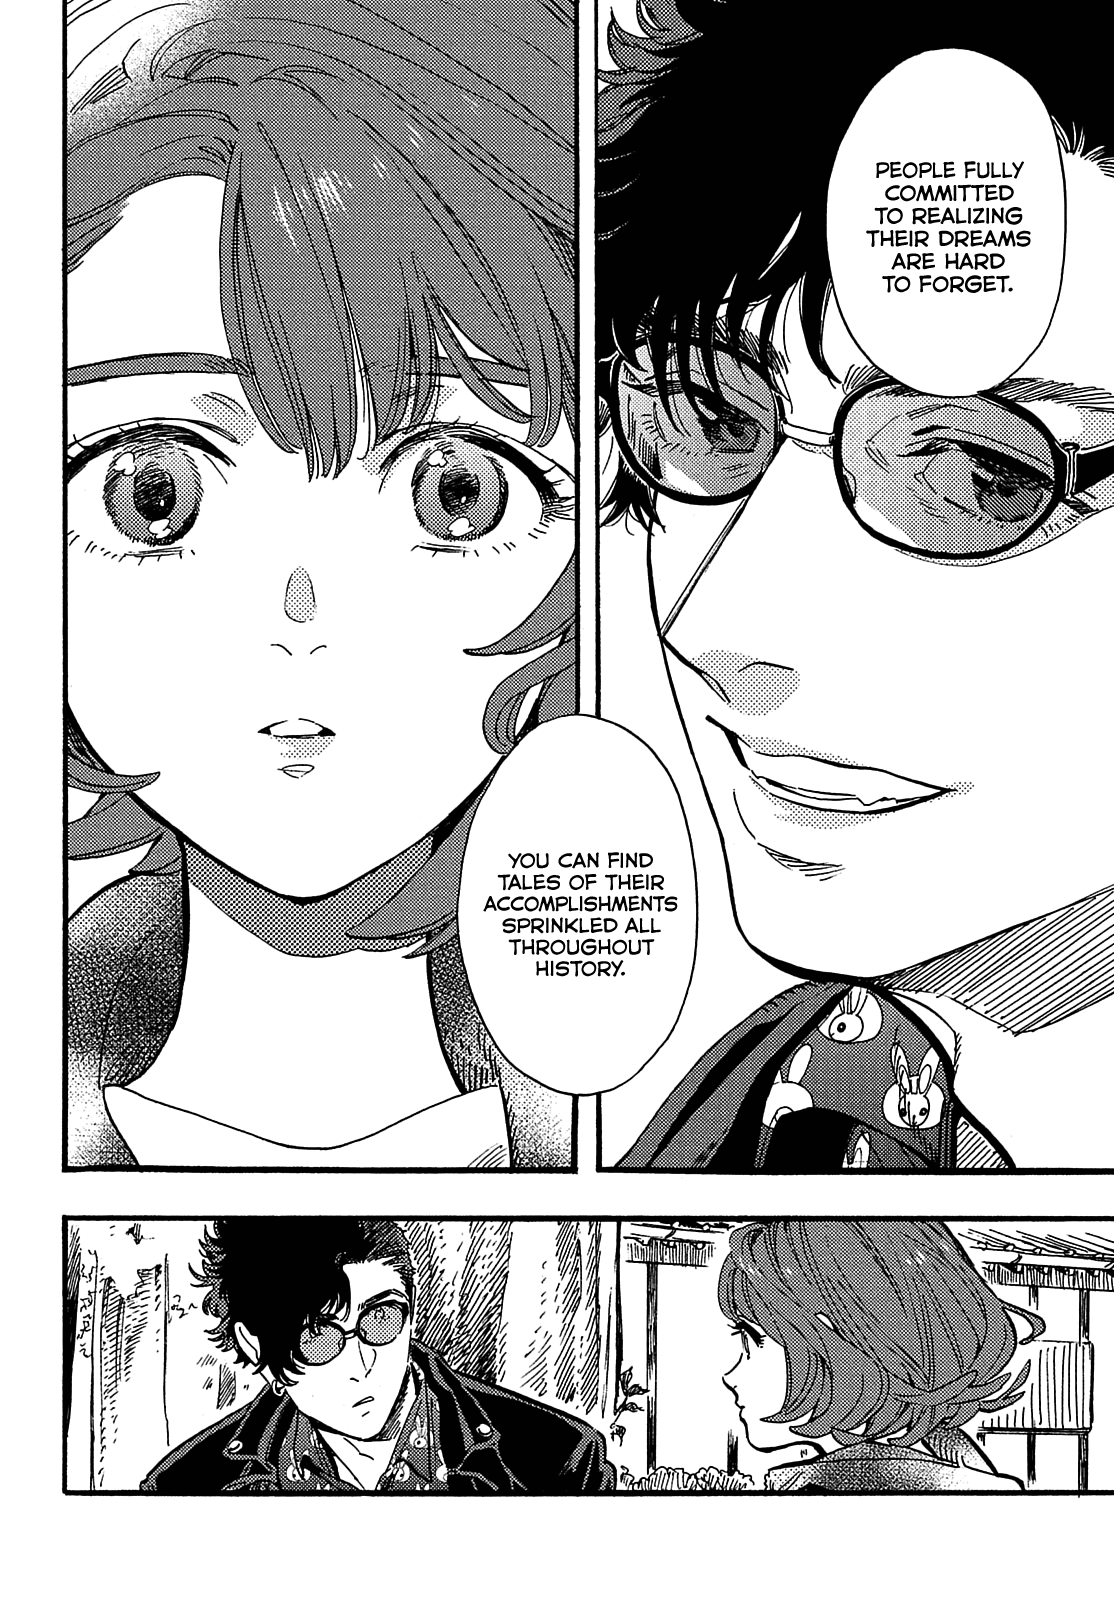 PEOPLE FULLY
COMMITTED
TO REALIZING
THEIR DREAMS
ARE HARD
TO FORGET.
YOU CAN FIND
TALES OF THEIR
ACCOMPLISHMENTS
SPRINKLED ALL
THROUGHOUT
HISTORY.